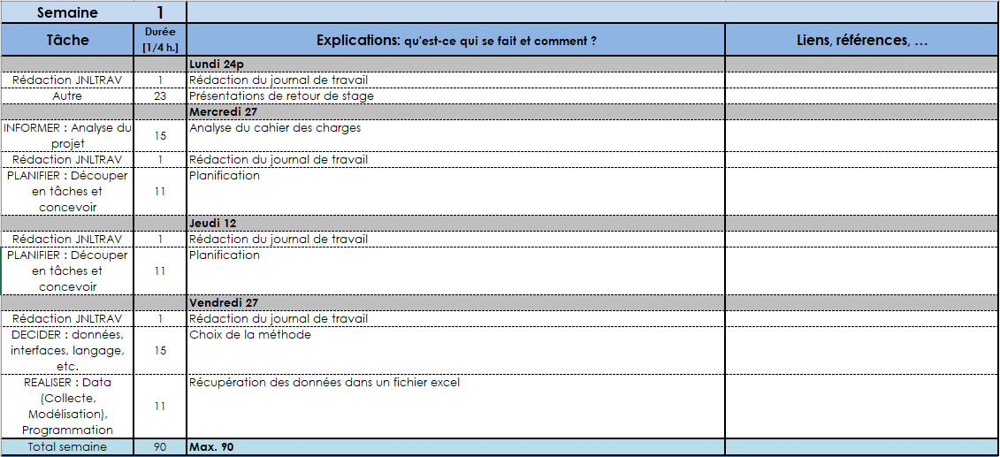 Semaine 1
Tâche
Durée
[1/4 h.]
Explications: qu'est-ce qui se fait et comment ?
Liens, références, …
Lundi 24p
Rédaction JNLTRAV 1 Rédaction du journal de travail
Autre 23 Présentations de retour de stage
Mercredi 27
INFORMER : Analyse du
projet
15
Analyse du cahier des charges
Rédaction JNLTRAV 1 Rédaction du journal de travail
PLANIFIER : Découper
en tâches et
concevoir
11
Planification
Jeudi 12
Rédaction JNLTRAV 1 Rédaction du journal de travail
PLANIFIER : Découper
en tâches et
concevoir
11
Planification
Vendredi 27
Rédaction JNLTRAV 1 Rédaction du journal de travail
DECIDER : données,
interfaces, langage,
etc.
15
Choix de la méthode
REALISER : Data
(Collecte,
Modélisation),
Programmation
11
Récupération des données dans un fichier excel
Total semaine 90 Max. 90